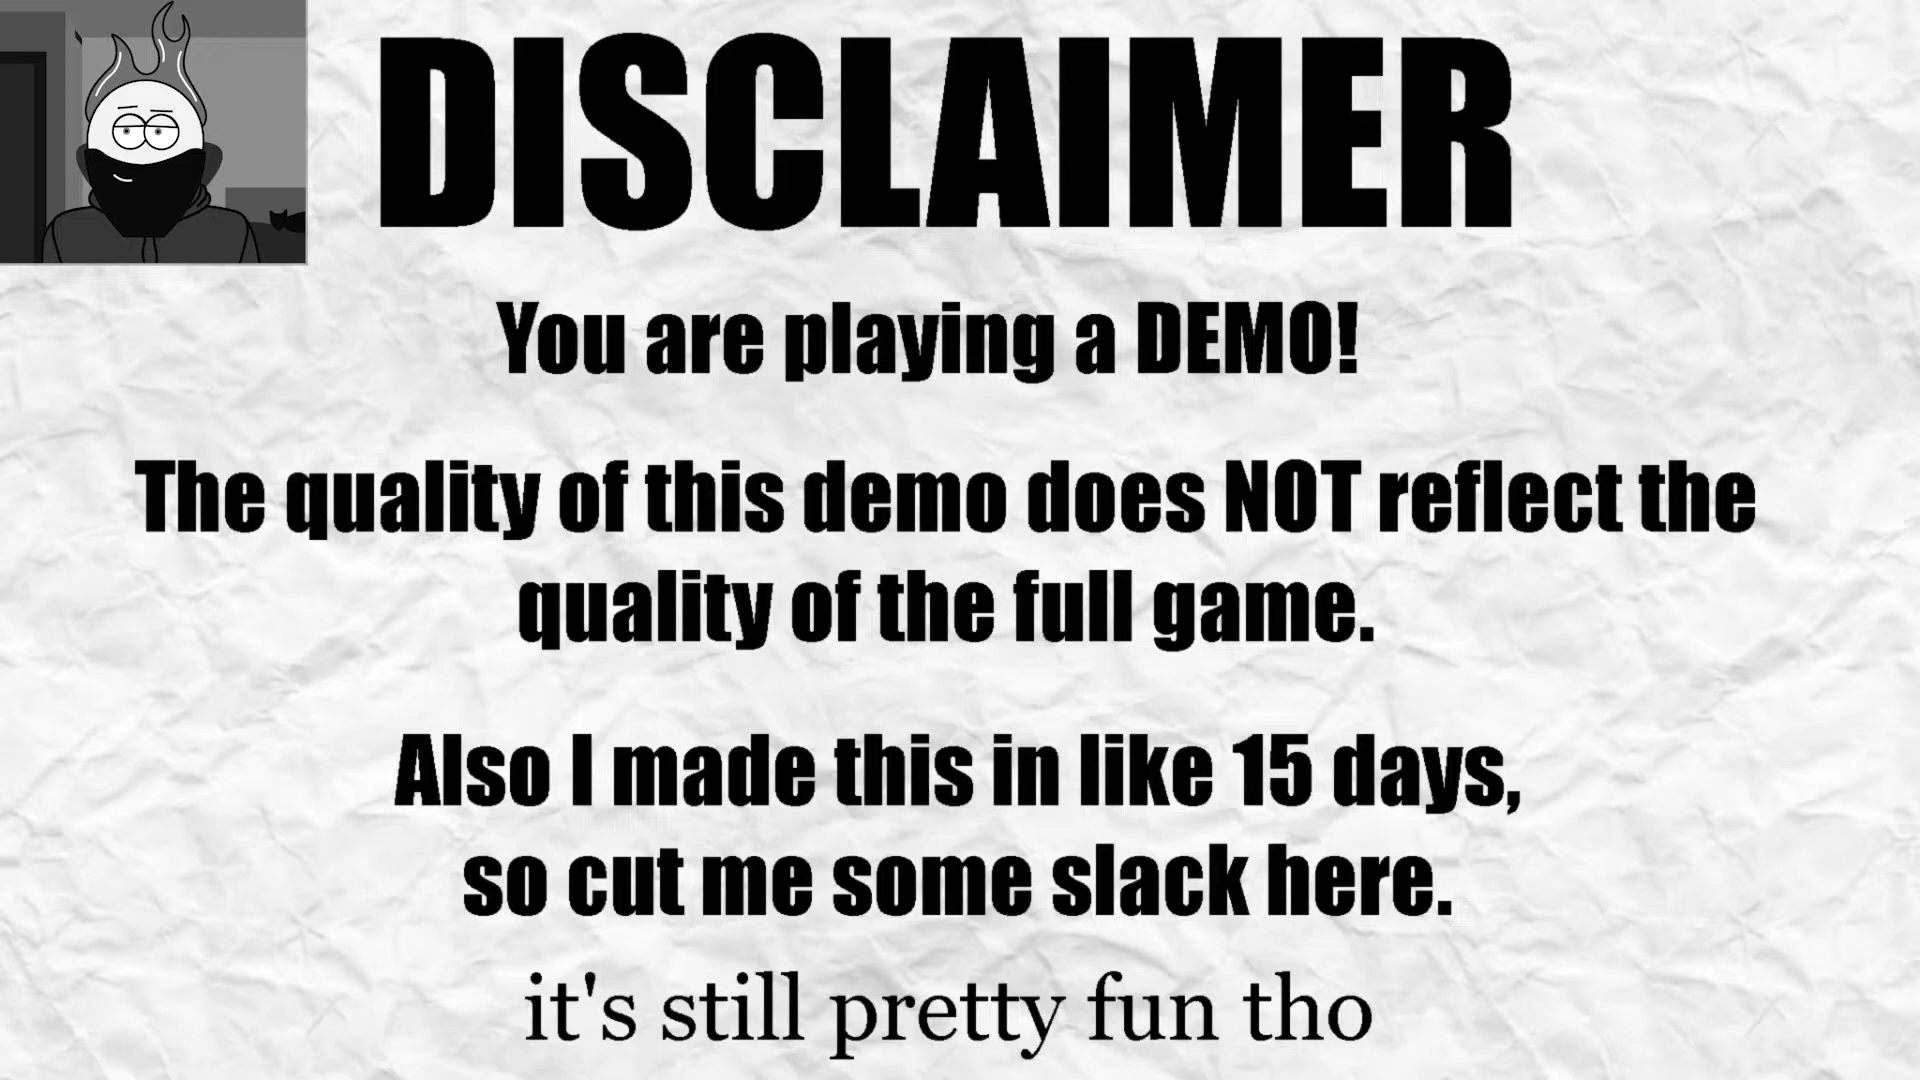 DISCLAIMER
You are playing a DEMO!
The quality of this demo does NOT reflect the
quality of the full game.
Also I made this in like 15 days,
so cut me some slack here.
it's still pretty fun tho